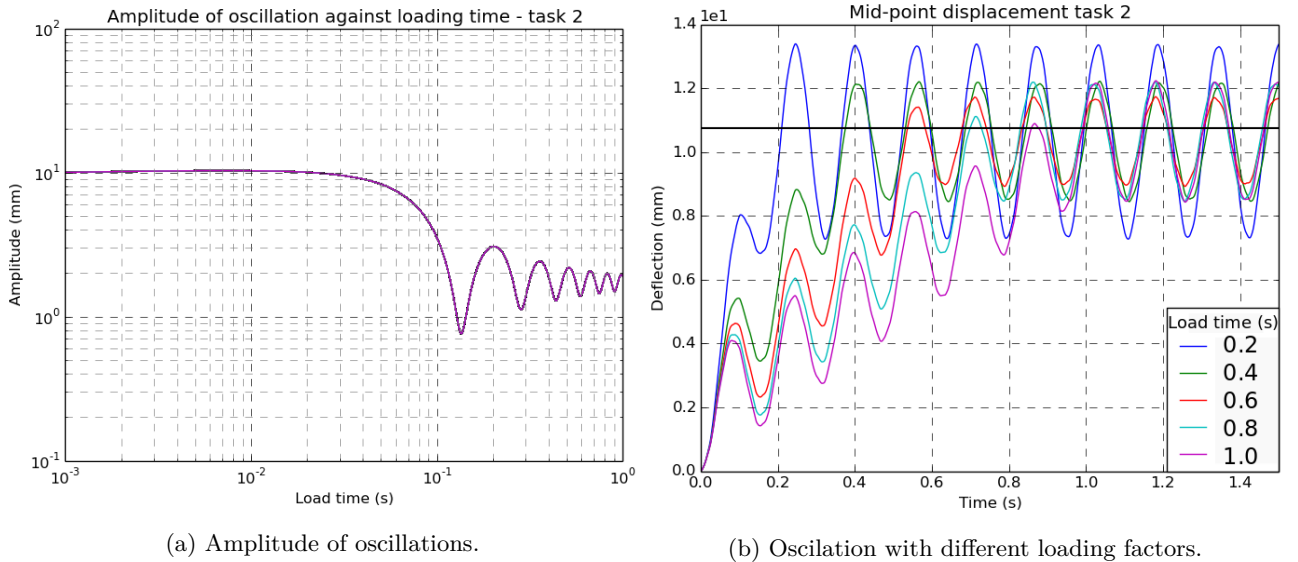 Amplitude of oscillation against loading time - task 2
10^2
10^1
10^0
10^-1
Amplitude (mm)
10^-3
10^-2
10^-1
10^0
Load time (s)
(a) Amplitude of oscillations.
Mid-point displacement task 2
1.4
1e1
1.2
1.0
0.8
0.6
0.4
0.2
0.0
Deflection (mm)
0.0
0.2
0.4
0.6
0.8
1.0
1.2
1.4
Time (s)
Load time (s)
0.2
0.4
0.6
0.8
1.0
(b) Oscilation with different loading factors.